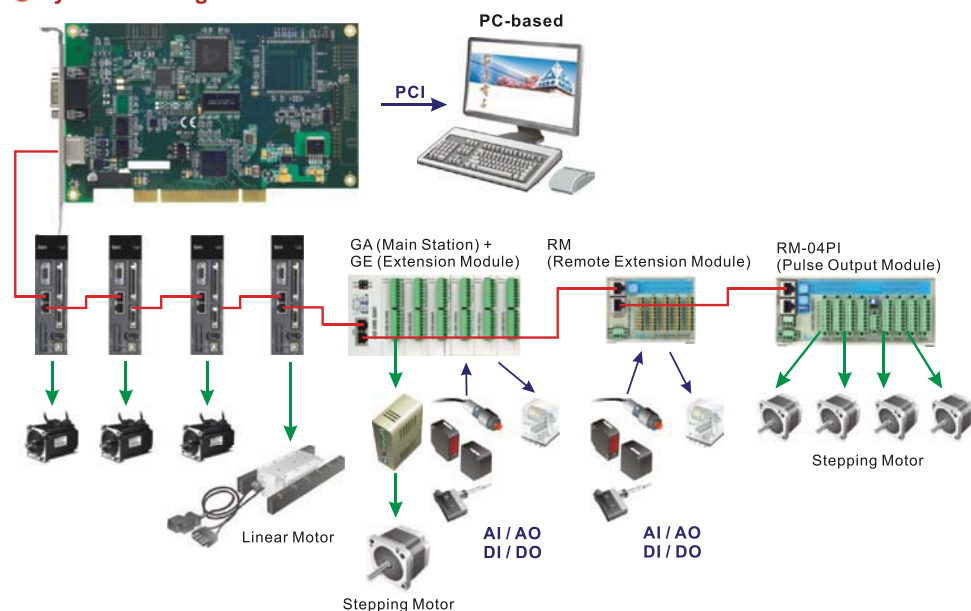 PC-based
PCI
GA (Main Station) +
GE (Extension Module)
RM
(Remote Extension Module)
RM-04PI
(Pulse Output Module)
Linear Motor
AI / AO
DI / DO
AI / AO
DI / DO
Stepping Motor
Stepping Motor